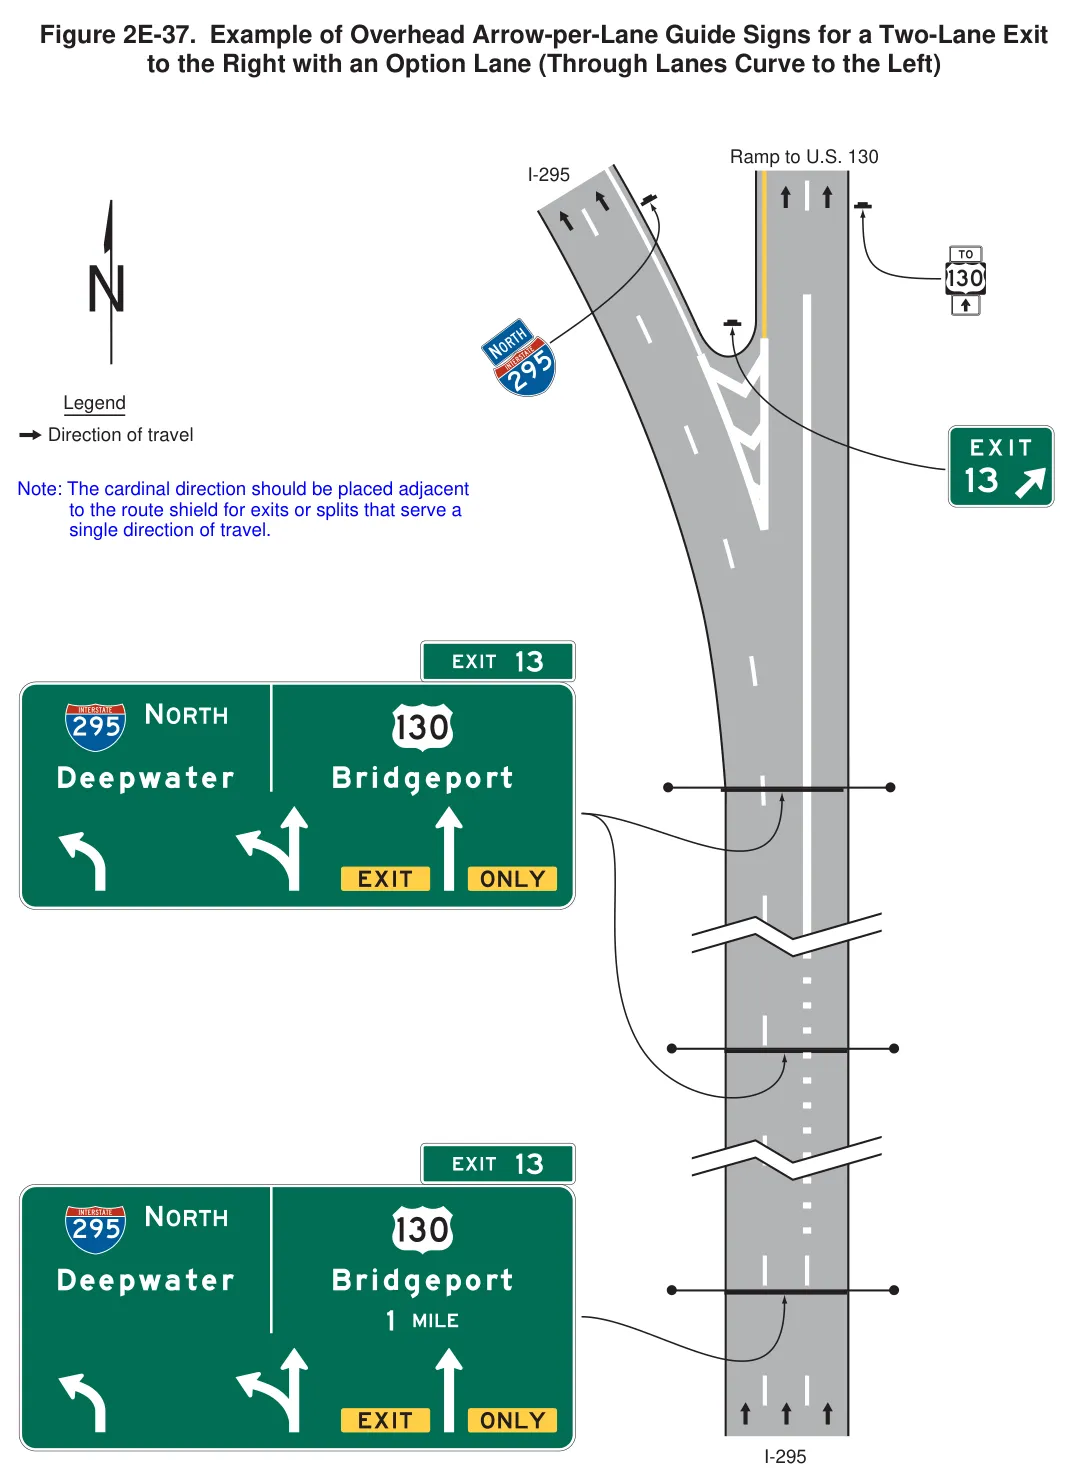 Figure 2E-37.  Example of Overhead Arrow-per-Lane Guide Signs for a Two-Lane Exit
to the Right with an Option Lane (Through Lanes Curve to the Left)
Ramp to U.S. 130
I-295
N
TO
130
NORTH
INTERSTATE
295
Legend
Direction of travel
EXIT
13
Note: The cardinal direction should be placed adjacent
to the route shield for exits or splits that serve a
single direction of travel.
EXIT 13
INTERSTATE
295
NORTH
130
Deepwater
Bridgeport
EXIT
ONLY
EXIT 13
INTERSTATE
295
NORTH
130
Deepwater
Bridgeport
1 MILE
EXIT
ONLY
I-295